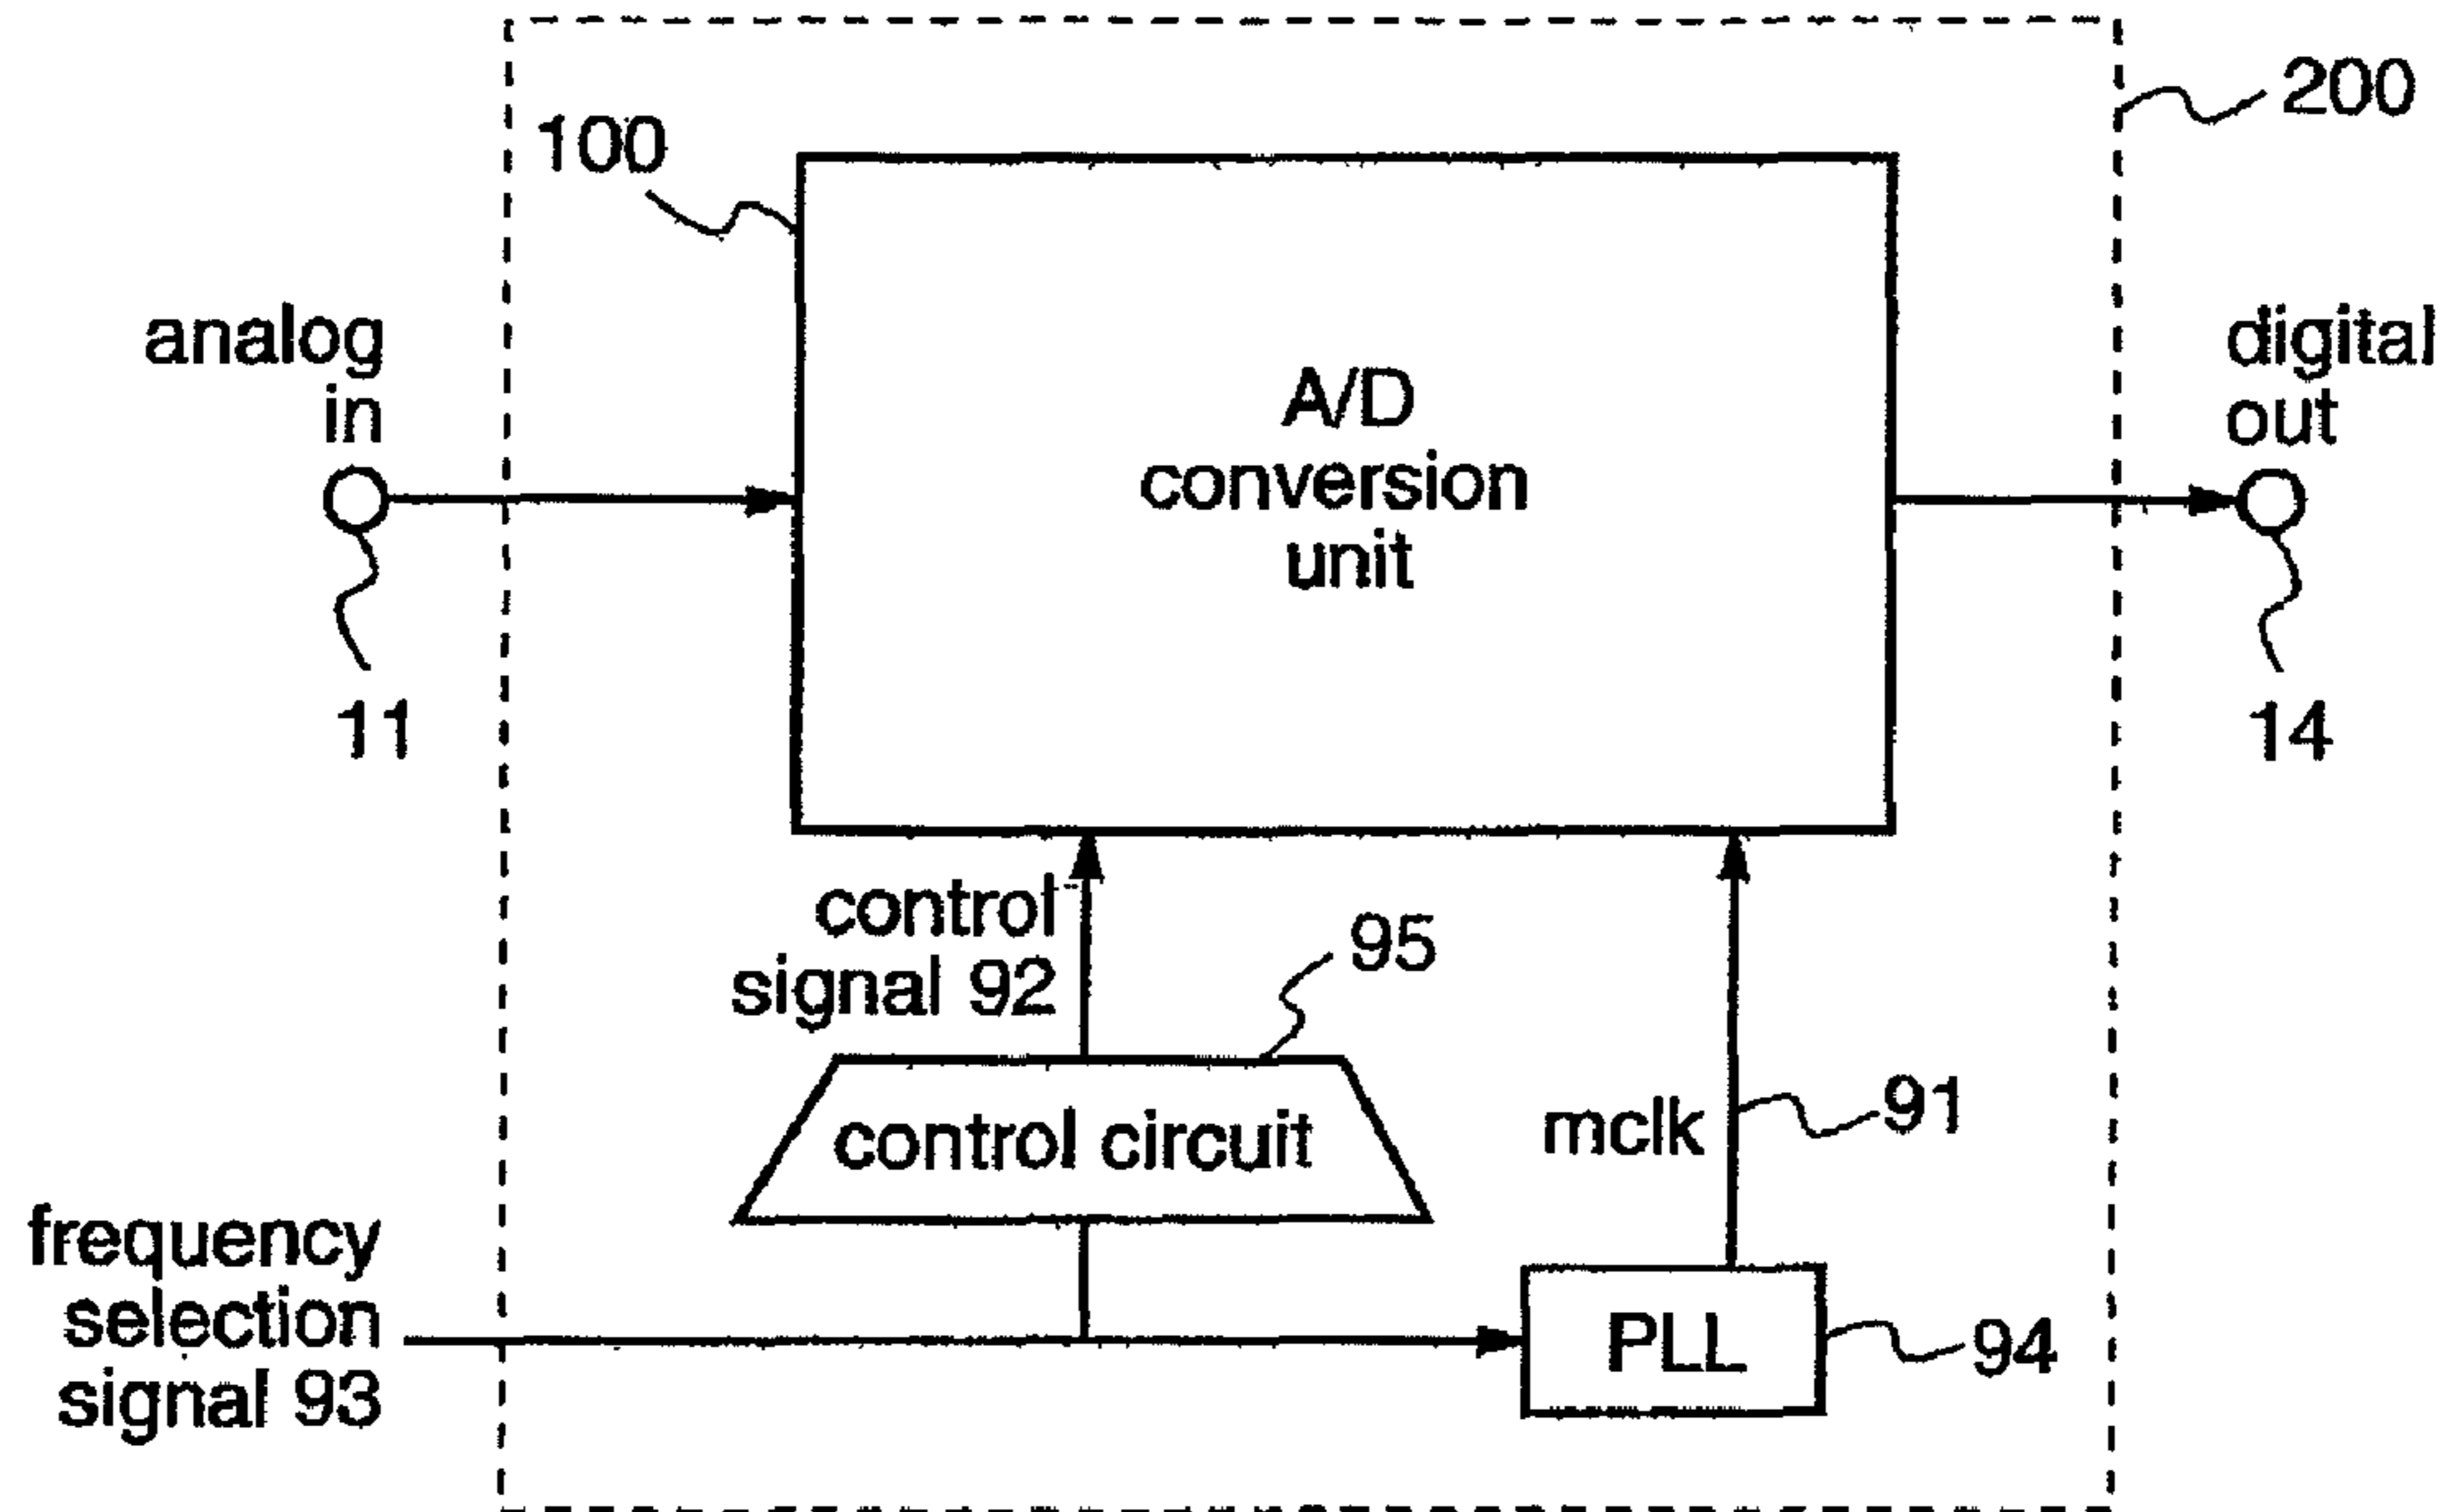 200
100
analog
in
digital
out
A/D
conversion
unit
11
14
control
signal 92
95
control circuit
mclk
91
frequency
selection
signal 93
PLL
94